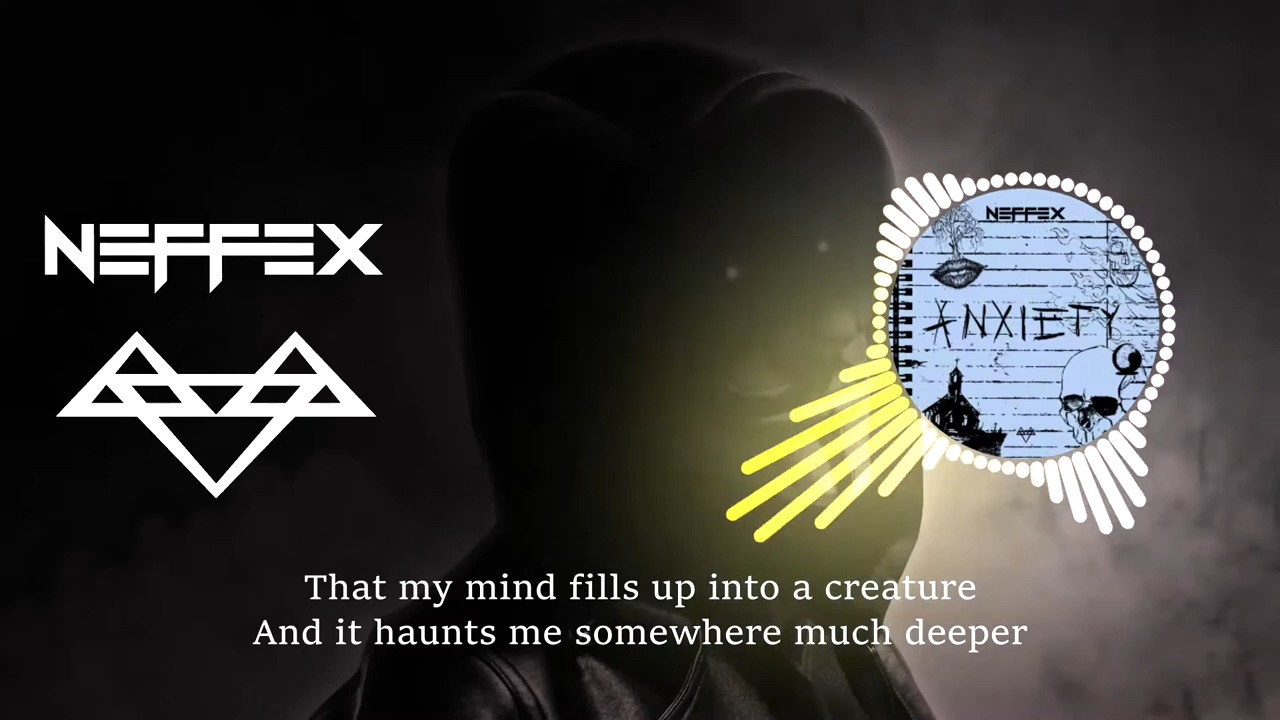 NEFFEX
NEFFEX
ANXIETY
That my mind fills up into a creature
And it haunts me somewhere much deeper